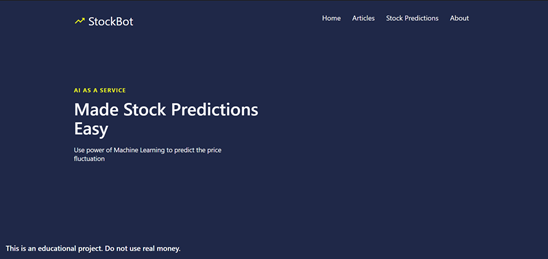 StockBot
Home Articles Stock Predictions About
AI AS A SERVICE
Made Stock Predictions
Easy
Use power of Machine Learning to predict the price
fluctuation
This is an educational project. Do not use real money.